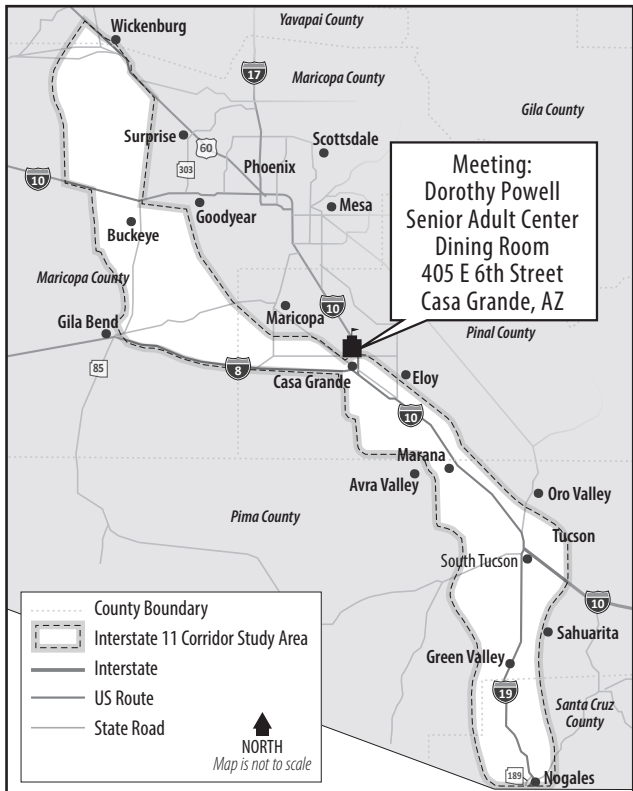 Yavapai County
Wickenburg
17
Maricopa County
Gila County
Surprise
60
Scottsdale
303
Phoenix
10
Goodyear
Mesa
Buckeye
Meeting:
Dorothy Powell
Senior Adult Center
Dining Room
405 E 6th Street
Casa Grande, AZ
Maricopa County
Maricopa
10
Pinal County
Gila Bend
85
8
Casa Grande
Eloy
10
Marana
Avra Valley
Oro Valley
Pima County
Tucson
South Tucson
10
Sahuarita
Green Valley
19
Santa Cruz
County
189
Nogales
County Boundary
Interstate 11 Corridor Study Area
Interstate
US Route
State Road
NORTH
Map is not to scale